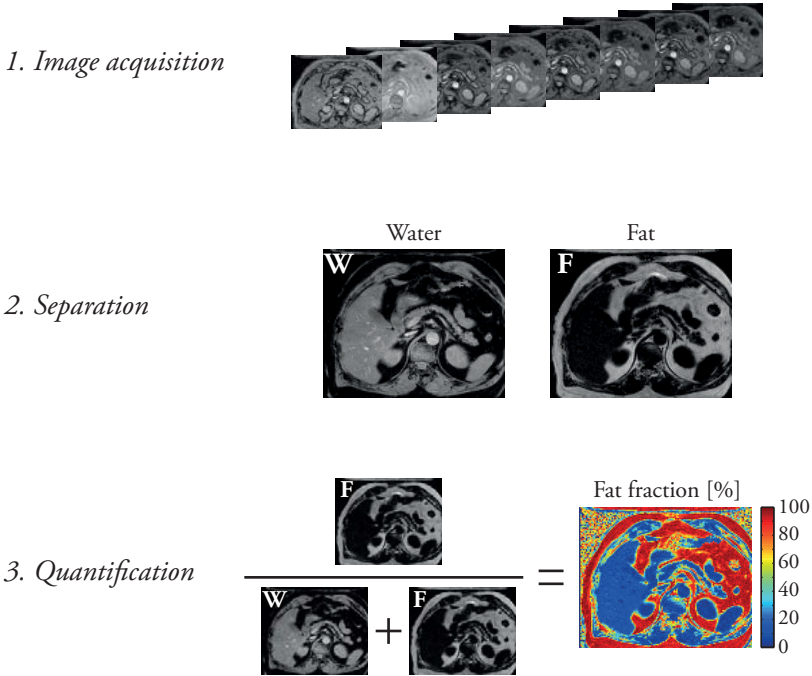 1. Image acquisition
Water
Fat
W
F
2. Separation
F
Fat fraction [%]
100
80
60
40
20
0
3. Quantification
=
W
+
F